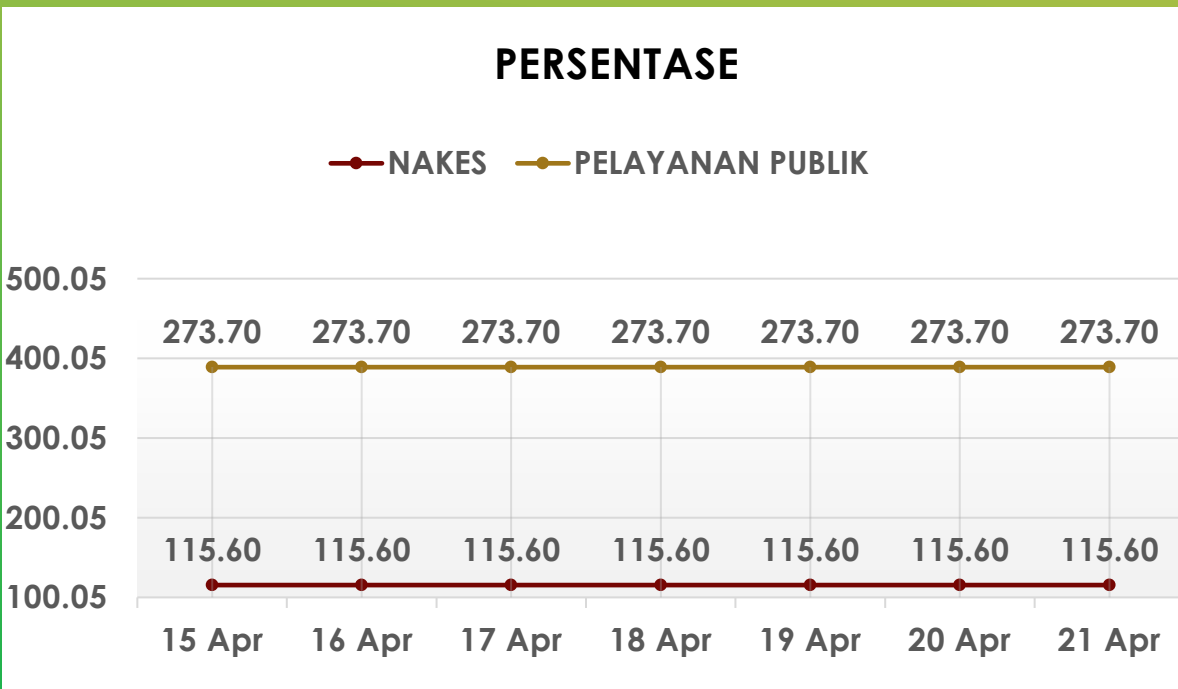 PERSENTASE
NAKES PELAYANAN PUBLIK
500.05
273.70 273.70 273.70 273.70 273.70 273.70 273.70
400.05
300.05
200.05
115.60 115.60 115.60 115.60 115.60 115.60 115.60
100.05
15 Apr 16 Apr 17 Apr 18 Apr 19 Apr 20 Apr 21 Apr